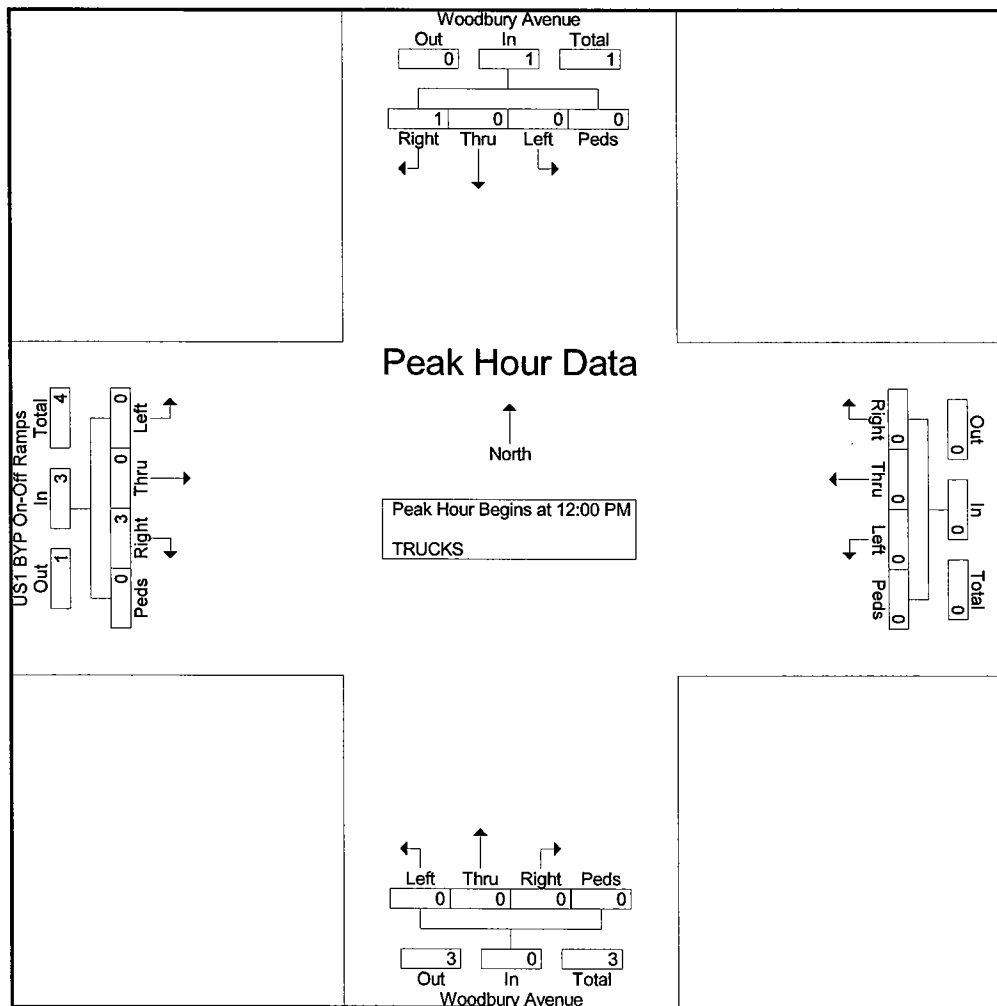 Woodbury Avenue
Out In Total
0 1 1
1 0 0 0
Right Thru Left Peds
Peak Hour Data
North
Peak Hour Begins at 12:00 PM
TRUCKS
US1 BYP On-Off Ramps
Out In Total
1 3 4
0 3 0 0
Peds Right Thru Left
Out In Total
0 0 0
0 0 0 0
Right Thru Left Peds
Left Thru Right Peds
0 0 0 0
3 0 3
Out In Total
Woodbury Avenue